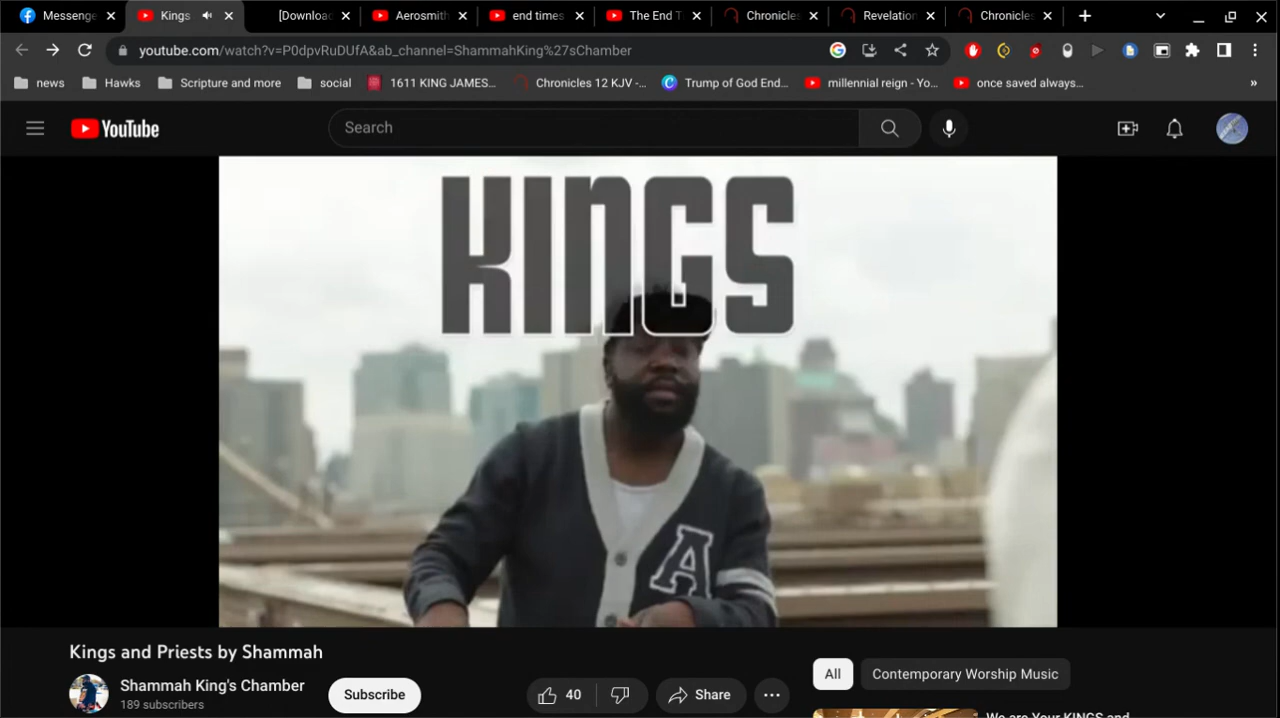 Messenge Kings [Downloa Aerosmith end times The End T Chronicles Revelation Chronicles
youtube.com/watch?v=P0dpvRuDUfA&ab_channel=ShammahKing%27sChamber
news Hawks Scripture and more social 1611 KING JAMES... Chronicles 12 KJV -... Trump of God End... millennial reign - Yo... once saved always... »
YouTube Search
KINGS
A
Kings and Priests by Shammah
Shammah King's Chamber
189 subscribers
Subscribe
40
Share
All
Contemporary Worship Music
We are Your KINGS and